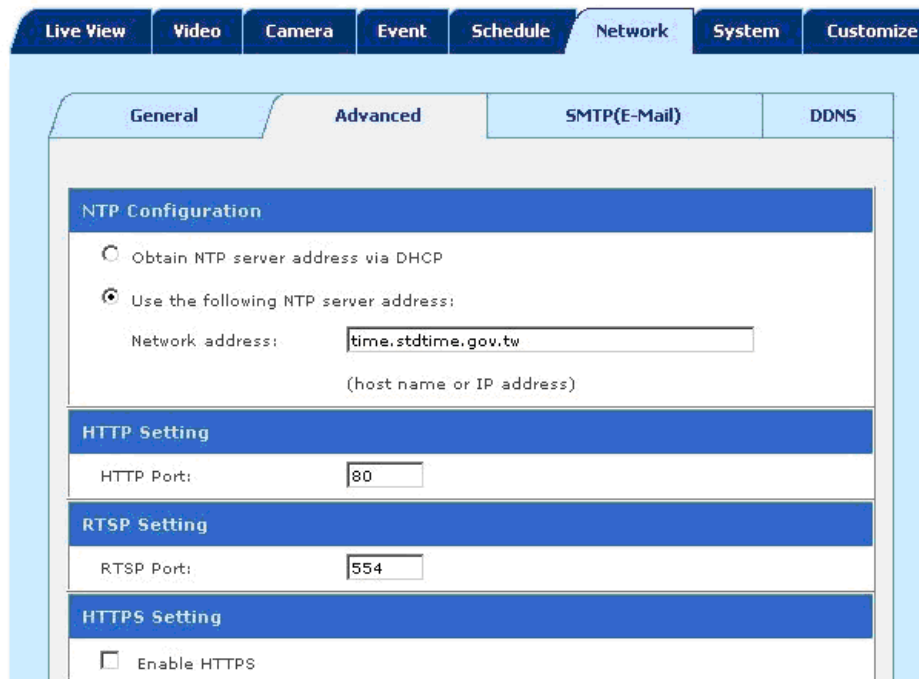 Live View Video Camera Event Schedule Network System Customize
General Advanced SMTP(E-Mail) DDNS
NTP Configuration
Obtain NTP server address via DHCP
Use the following NTP server address:
Network address: time.stdtime.gov.tw
(host name or IP address)
HTTP Setting
HTTP Port: 80
RTSP Setting
RTSP Port: 554
HTTPS Setting
Enable HTTPS